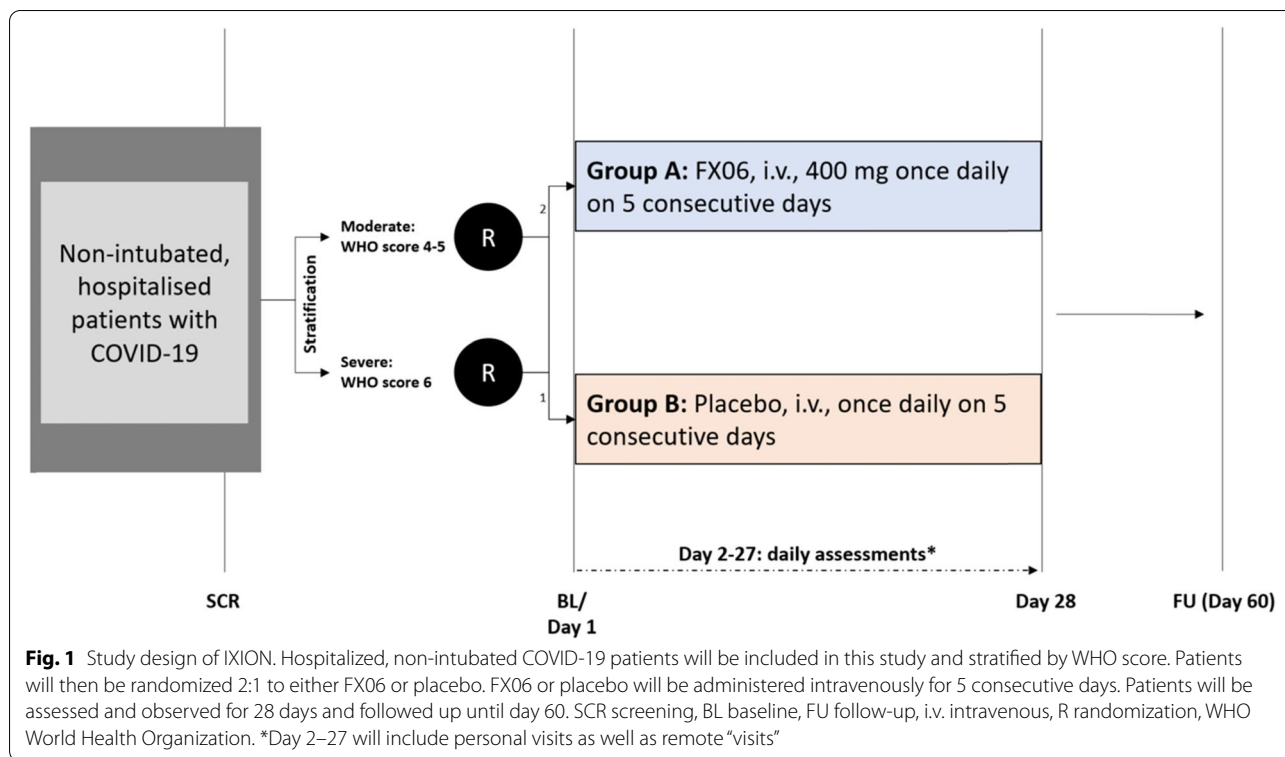 Non-intubated,
hospitalised
patients with
COVID-19
Stratification
Moderate:
WHO score 4-5
Severe:
WHO score 6
R
R
2
1
Group A: FX06, i.v., 400 mg once daily
on 5 consecutive days
Group B: Placebo, i.v., once daily on 5
consecutive days
Day 2-27: daily assessments*
SCR
BL/
Day 1
Day 28
FU (Day 60)
Fig. 1 Study design of IXION. Hospitalized, non-intubated COVID-19 patients will be included in this study and stratified by WHO score. Patients
will then be randomized 2:1 to either FX06 or placebo. FX06 or placebo will be administered intravenously for 5 consecutive days. Patients will be
assessed and observed for 28 days and followed up until day 60. SCR screening, BL baseline, FU follow-up, i.v. intravenous, R randomization, WHO
World Health Organization. *Day 2–27 will include personal visits as well as remote “visits”